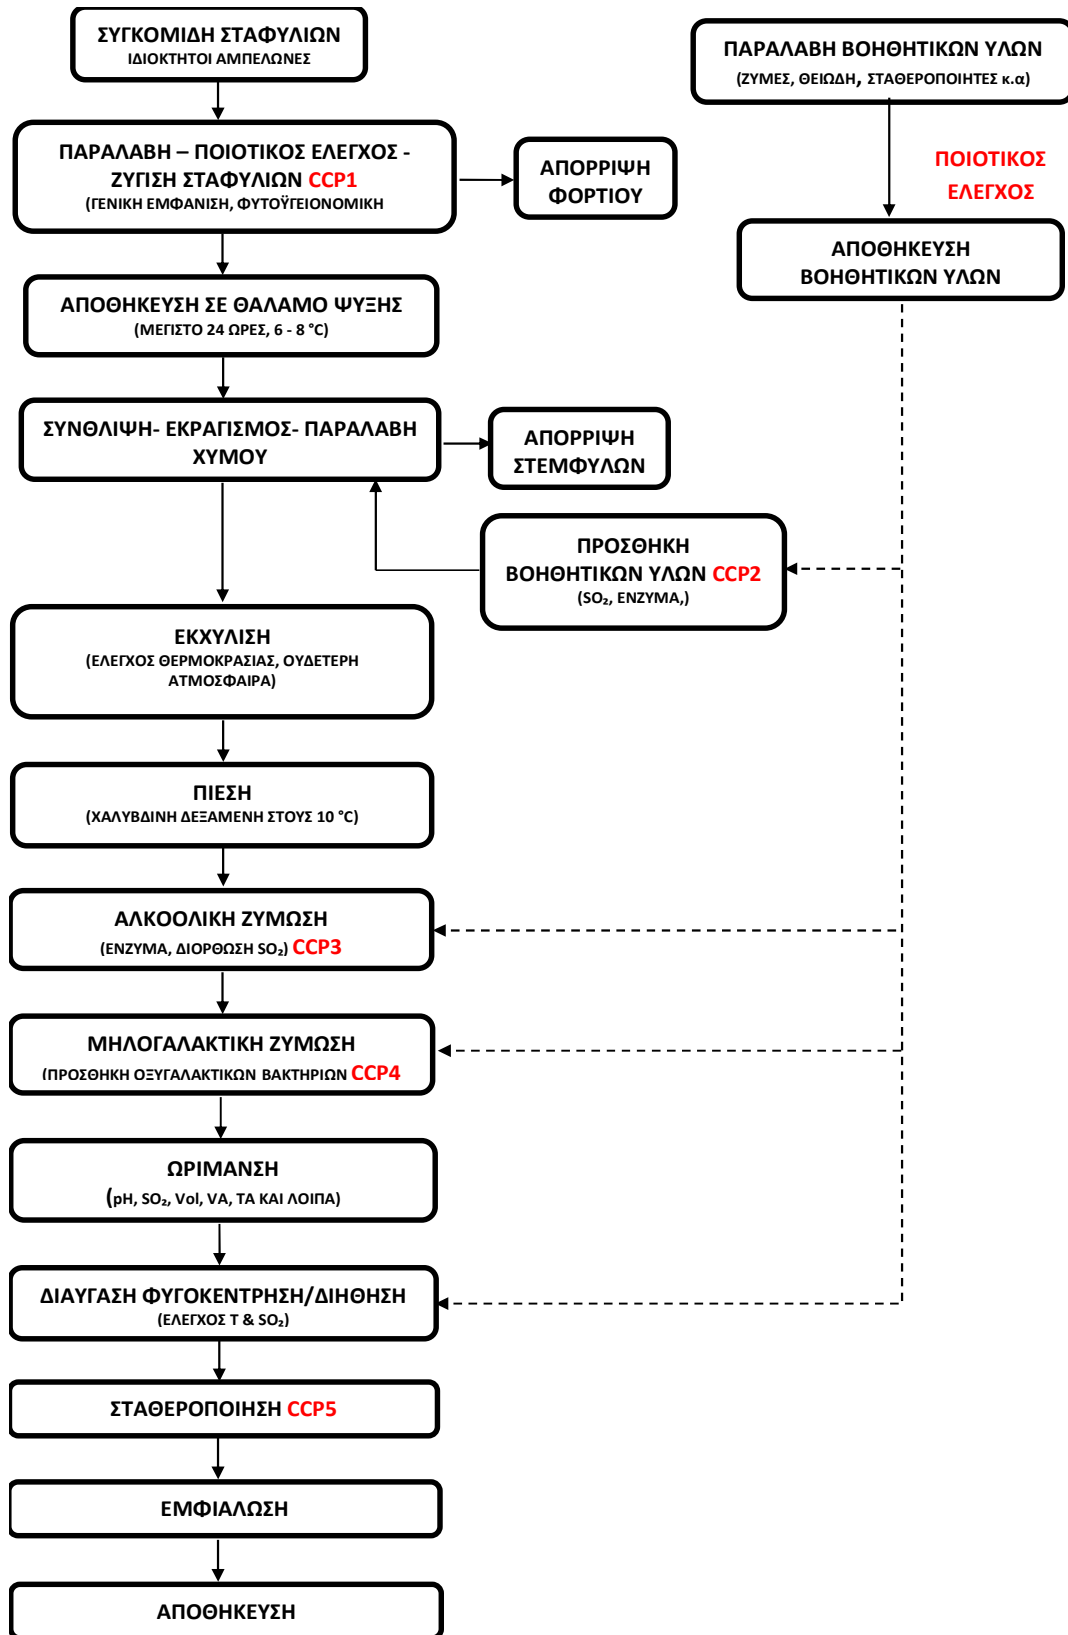 ΣΥΓΚΟΜΙΔΗ ΣΤΑΦΥΛΙΩΝ
ΙΔΙΟΚΤΗΤΟΙ ΑΜΠΕΛΩΝΕΣ
ΠΑΡΑΛΑΒΗ ΒΟΗΘΗΤΙΚΩΝ ΥΛΩΝ
(ΖΥΜΕΣ, ΘΕΙΩΔΗ, ΣΤΑΘΕΡΟΠΟΙΗΤΕΣ κ.α)
ΠΑΡΑΛΑΒΗ – ΠΟΙΟΤΙΚΟΣ ΕΛΕΓΧΟΣ -
ΖΥΓΙΣΗ ΣΤΑΦΥΛΙΩΝ CCP1
(ΓΕΝΙΚΗ ΕΜΦΑΝΙΣΗ, ΦΥΤΟΫΓΕΙΟΝΟΜΙΚΗ
ΑΠΟΡΡΙΨΗ
ΦΟΡΤΙΟΥ
ΠΟΙΟΤΙΚΟΣ
ΕΛΕΓΧΟΣ
ΑΠΟΘΗΚΕΥΣΗ
ΒΟΗΘΗΤΙΚΩΝ ΥΛΩΝ
ΑΠΟΘΗΚΕΥΣΗ ΣΕ ΘΑΛΑΜΟ ΨΥΞΗΣ
(ΜΕΓΙΣΤΟ 24 ΩΡΕΣ, 6 - 8 °C)
ΣΥΝΘΛΙΨΗ- ΕΚΡΑΓΙΣΜΟΣ- ΠΑΡΑΛΑΒΗ
ΧΥΜΟΥ
ΑΠΟΡΡΙΨΗ
ΣΤΕΜΦΥΛΩΝ
ΠΡΟΣΘΗΚΗ
ΒΟΗΘΗΤΙΚΩΝ ΥΛΩΝ CCP2
(SO₂, ΕΝΖΥΜΑ,)
ΕΚΧΥΛΙΣΗ
(ΕΛΕΓΧΟΣ ΘΕΡΜΟΚΡΑΣΙΑΣ, ΟΥΔΕΤΕΡΗ
ΑΤΜΟΣΦΑΙΡΑ)
ΠΙΕΣΗ
(ΧΑΛΥΒΔΙΝΗ ΔΕΞΑΜΕΝΗ ΣΤΟΥΣ 10 °C)
ΑΛΚΟΟΛΙΚΗ ΖΥΜΩΣΗ
(ΕΝΖΥΜΑ, ΔΙΟΡΘΩΣΗ SO₂) CCP3
ΜΗΛΟΓΑΛΑΚΤΙΚΗ ΖΥΜΩΣΗ
(ΠΡΟΣΘΗΚΗ ΟΞΥΓΑΛΑΚΤΙΚΩΝ ΒΑΚΤΗΡΙΩΝ CCP4
ΩΡΙΜΑΝΣΗ
(pH, SO₂, Vol, VA, TA ΚΑΙ ΛΟΙΠΑ)
ΔΙΑΥΓΑΣΗ ΦΥΓΟΚΕΝΤΡΗΣΗ/ΔΙΗΘΗΣΗ
(ΕΛΕΓΧΟΣ Τ & SO₂)
ΣΤΑΘΕΡΟΠΟΙΗΣΗ CCP5
ΕΜΦΙΑΛΩΣΗ
ΑΠΟΘΗΚΕΥΣΗ